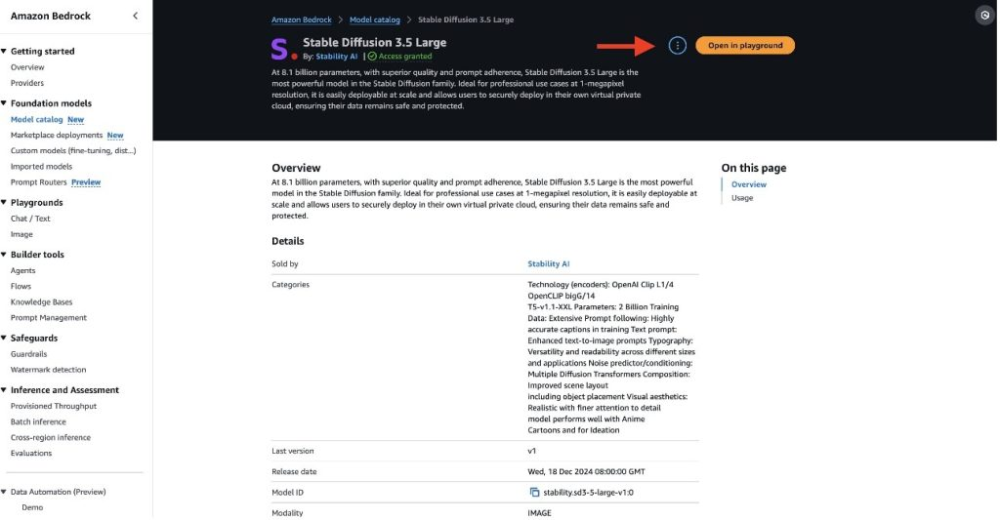 Amazon Bedrock
Getting started
Overview
Providers
Foundation models
Model catalog New
Marketplace deployments New
Custom models (fine-tuning, dist...)
Imported models
Prompt Routers Preview
Playgrounds
Chat / Text
Image
Builder tools
Agents
Flows
Knowledge Bases
Prompt Management
Safeguards
Guardrails
Watermark detection
Inference and Assessment
Provisioned Throughput
Batch inference
Cross-region inference
Evaluations
Data Automation (Preview)
Demo
Amazon Bedrock > Model catalog > Stable Diffusion 3.5 Large
S.
Stable Diffusion 3.5 Large
By: Stability AI | Access granted
Open in playground
At 8.1 billion parameters, with superior quality and prompt adherence, Stable Diffusion 3.5 Large is the
most powerful model in the Stable Diffusion family. Ideal for professional use cases at 1-megapixel
resolution, it is easily deployable at scale and allows users to securely deploy in their own virtual private
cloud, ensuring their data remains safe and protected.
Overview
At 8.1 billion parameters, with superior quality and prompt adherence, Stable Diffusion 3.5 Large is the most powerful
model in the Stable Diffusion family. Ideal for professional use cases at 1-megapixel resolution, it is easily deployable at
scale and allows users to securely deploy in their own virtual private cloud, ensuring their data remains safe and
protected.
Details
Sold by
Stability AI
Categories
Technology (encoders): OpenAI Clip L1/4
OpenCLIP bigG/14
T5-v1.1-XXL Parameters: 2 Billion Training
Data: Extensive Prompt following: Highly
accurate captions in training Text prompt:
Enhanced text-to-image prompts Typography:
Versatility and readability across different sizes
and applications Noise predictor/conditioning:
Multiple Diffusion Transformers Composition:
Improved scene layout
including object placement Visual aesthetics:
Realistic with finer attention to detail
model performs well with Anime
Cartoons and for Ideation
Last version
v1
Release date
Wed, 18 Dec 2024 08:00:00 GMT
Model ID
stability.sd3-5-large-v1:0
Modality
IMAGE
On this page
Overview
Usage